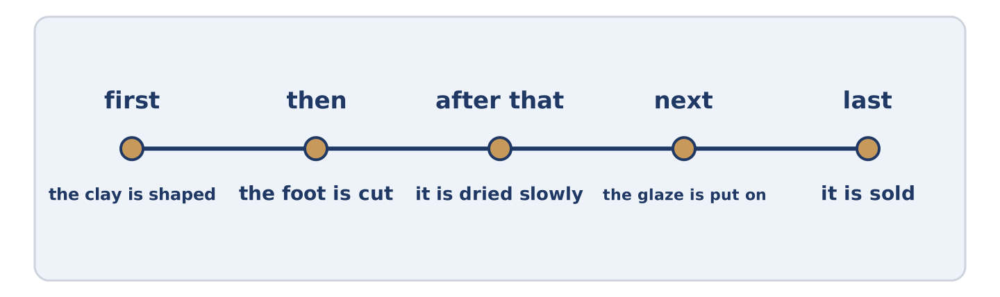 first then after that next last
the clay is shaped the foot is cut it is dried slowly the glaze is put on it is sold